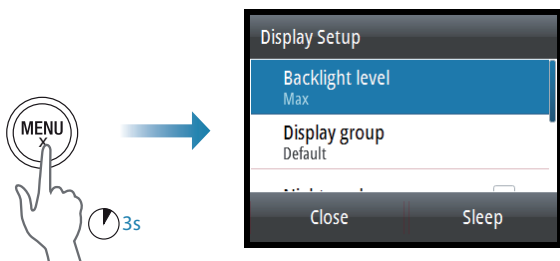 Display Setup
Backlight level
Max
MENU
X
Display group
Default
3s
Close Sleep